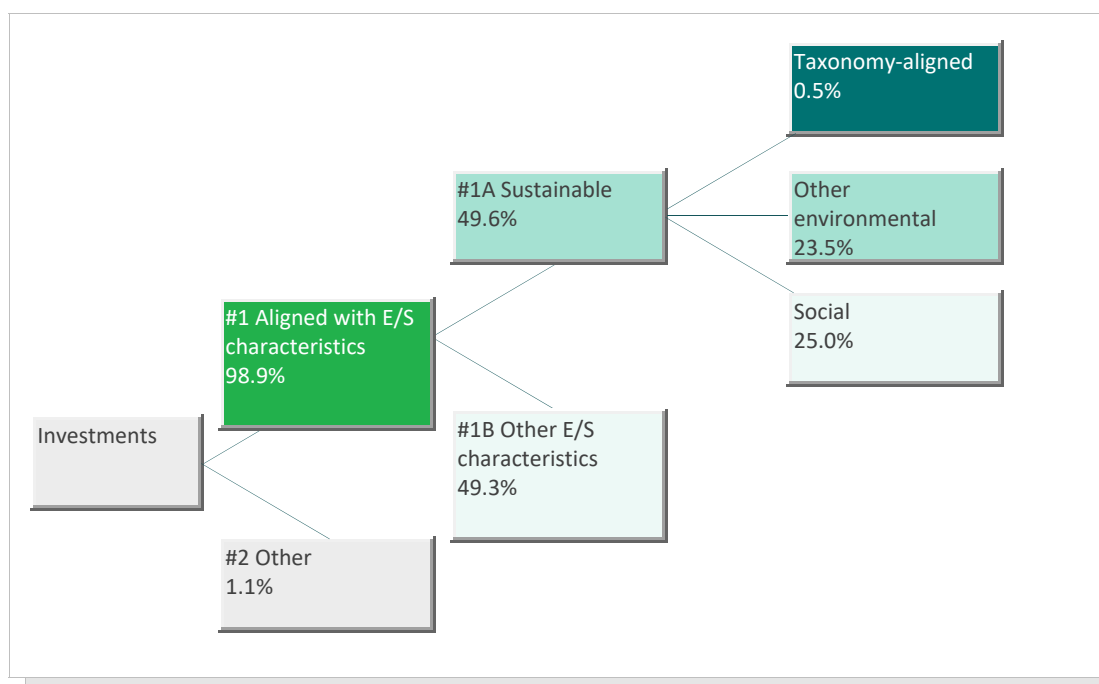 Taxonomy-aligned
0.5%
#1A Sustainable
49.6%
Other
environmental
23.5%
Social
25.0%
#1 Aligned with E/S
characteristics
98.9%
#1B Other E/S
characteristics
49.3%
Investments
#2 Other
1.1%